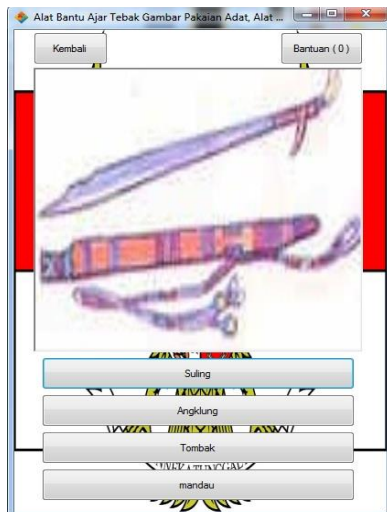 Alat Bantu Ajar Tebak Gambar Pakaian Adat, Alat ...
Kembali
Bantuan ( 0 )
Suling
Angklung
Tombak
mandau